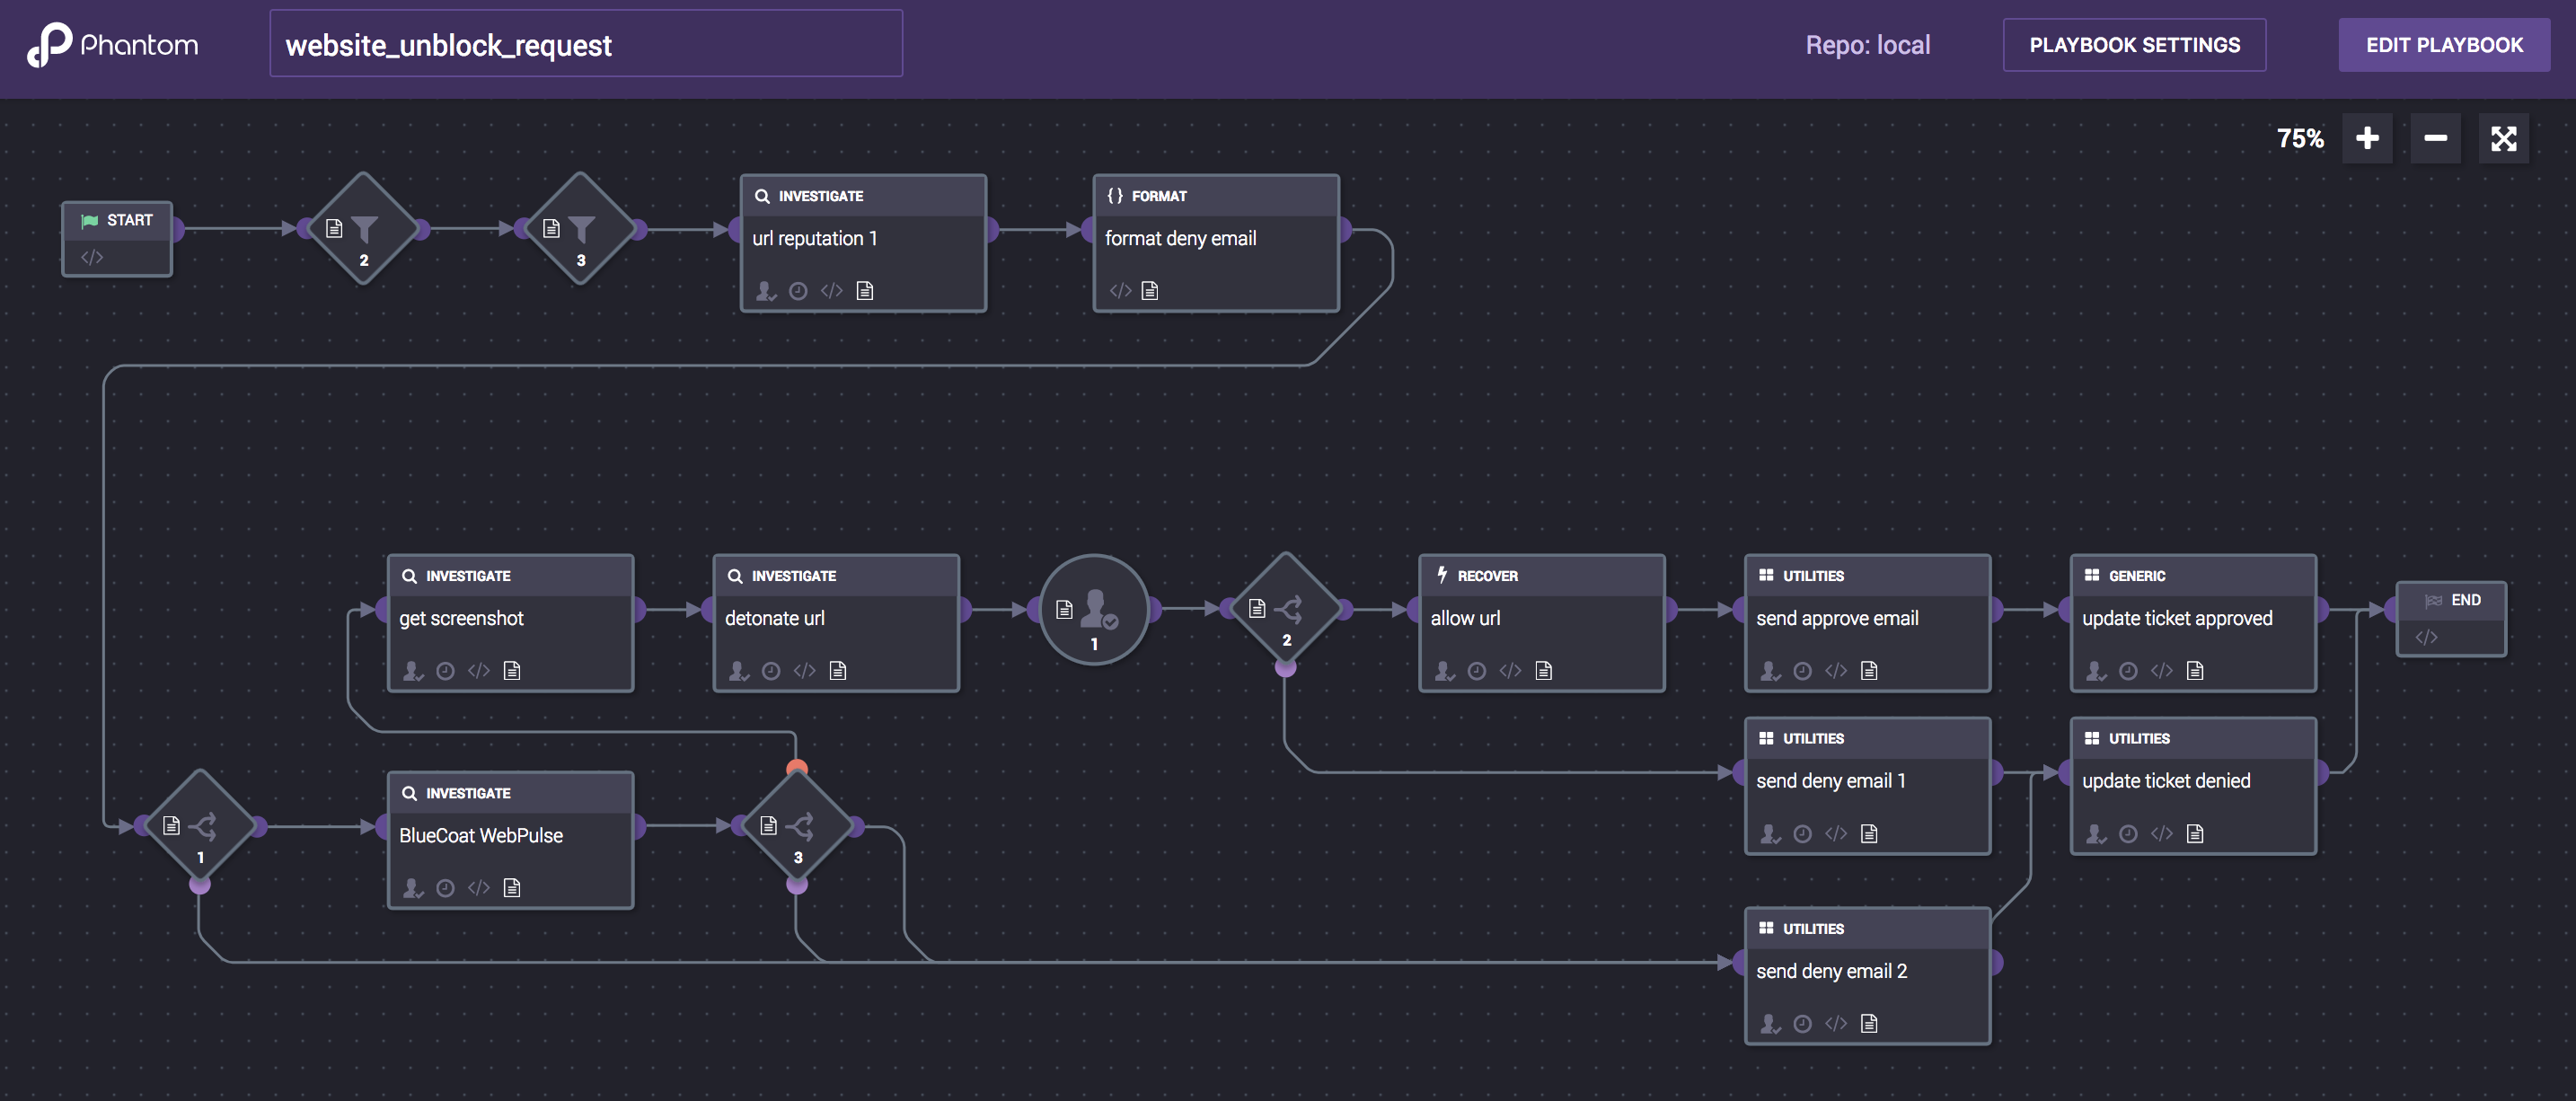 Phantom
website_unblock_request
Repo: local
PLAYBOOK SETTINGS
EDIT PLAYBOOK
75%
START
</>
2
3
INVESTIGATE
url reputation 1
</>
{} FORMAT
format deny email
</>
INVESTIGATE
get screenshot
</>
INVESTIGATE
detonate url
</>
1
2
RECOVER
allow url
</>
UTILITIES
send approve email
</>
GENERIC
update ticket approved
</>
END
</>
UTILITIES
send deny email 1
</>
UTILITIES
update ticket denied
</>
1
INVESTIGATE
BlueCoat WebPulse
</>
3
UTILITIES
send deny email 2
</>